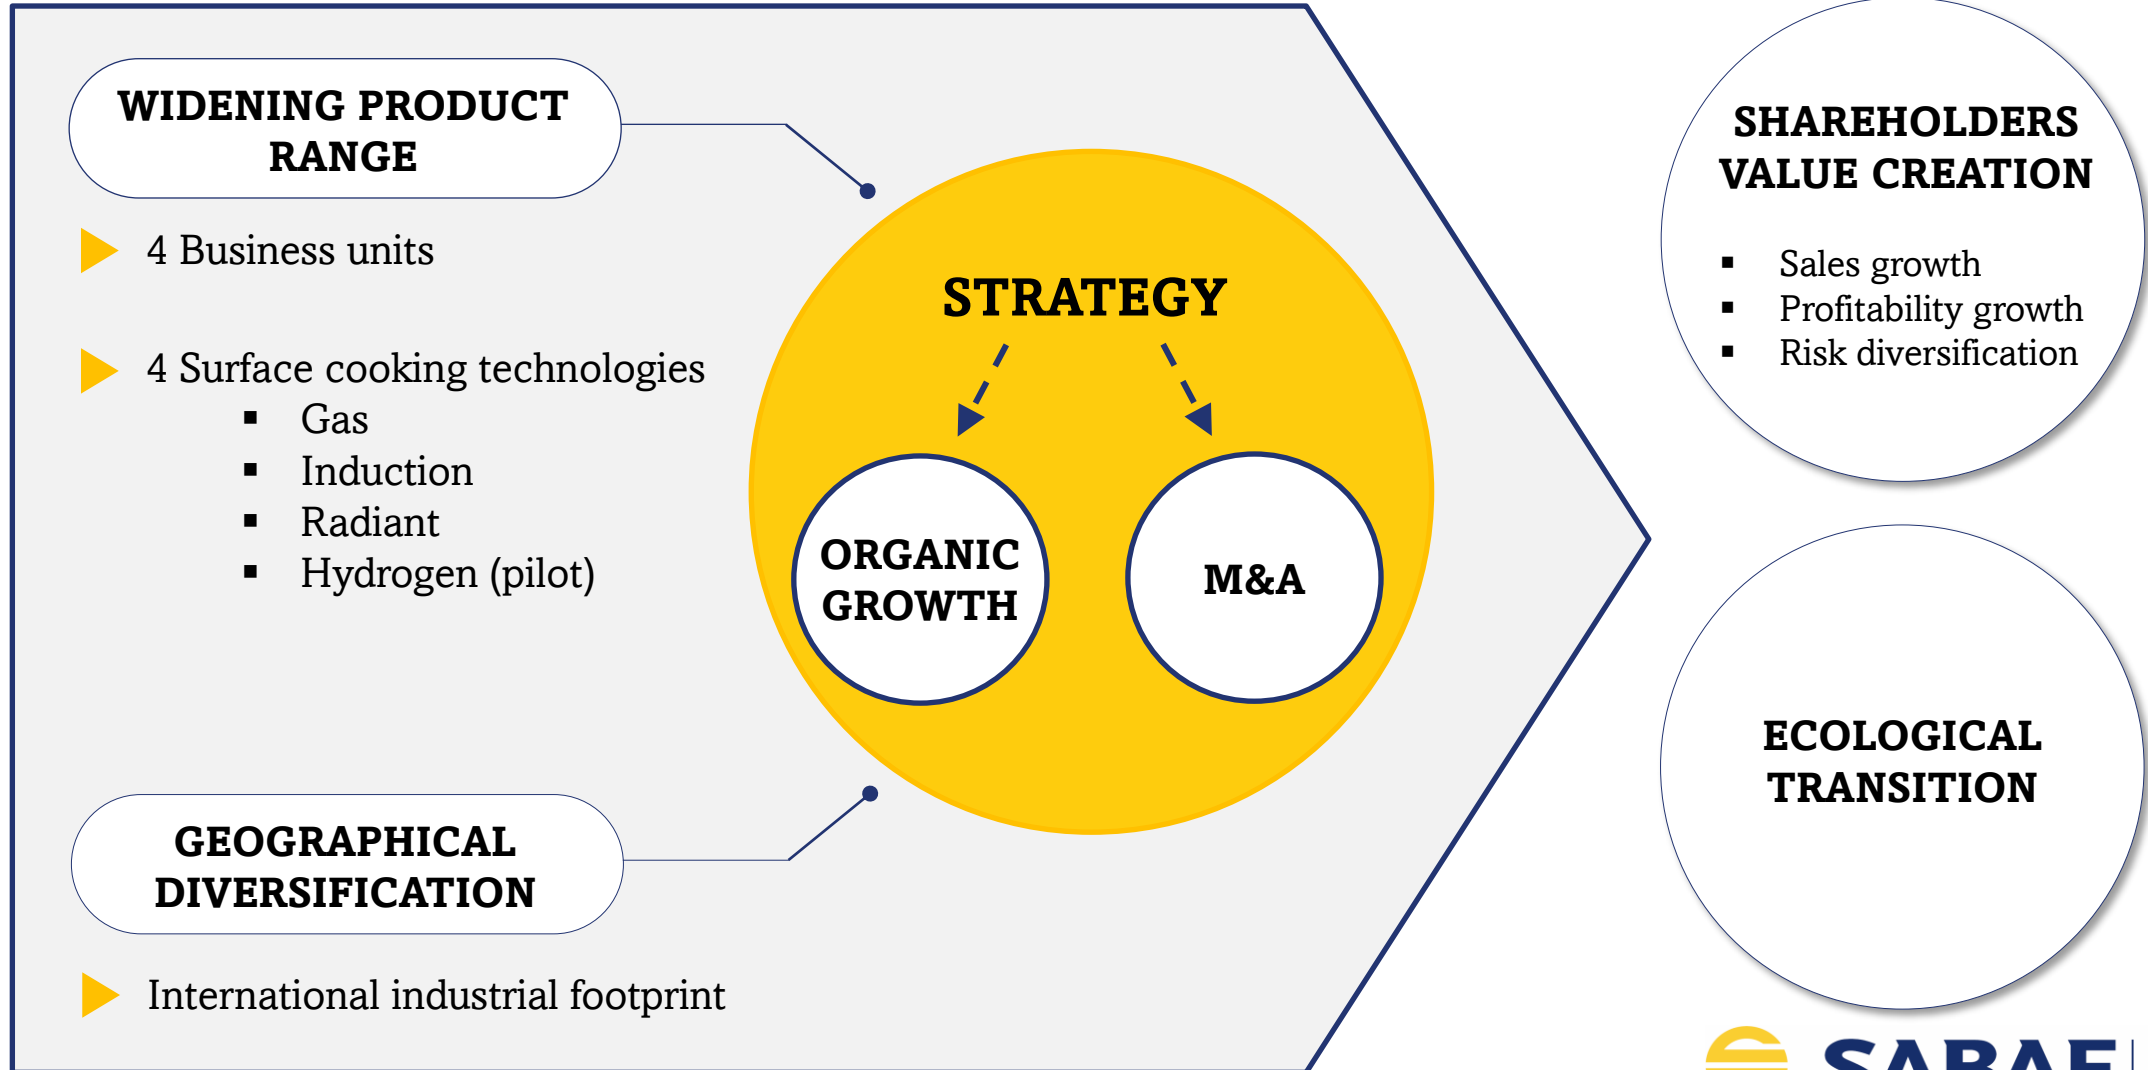 WIDENING PRODUCT
RANGE
4 Business units
4 Surface cooking technologies
▪ Gas
▪ Induction
▪ Radiant
▪ Hydrogen (pilot)
GEOGRAPHICAL
DIVERSIFICATION
International industrial footprint
STRATEGY
ORGANIC
GROWTH
M&A
SHAREHOLDERS
VALUE CREATION
▪ Sales growth
▪ Profitability growth
▪ Risk diversification
ECOLOGICAL
TRANSITION
SABAF